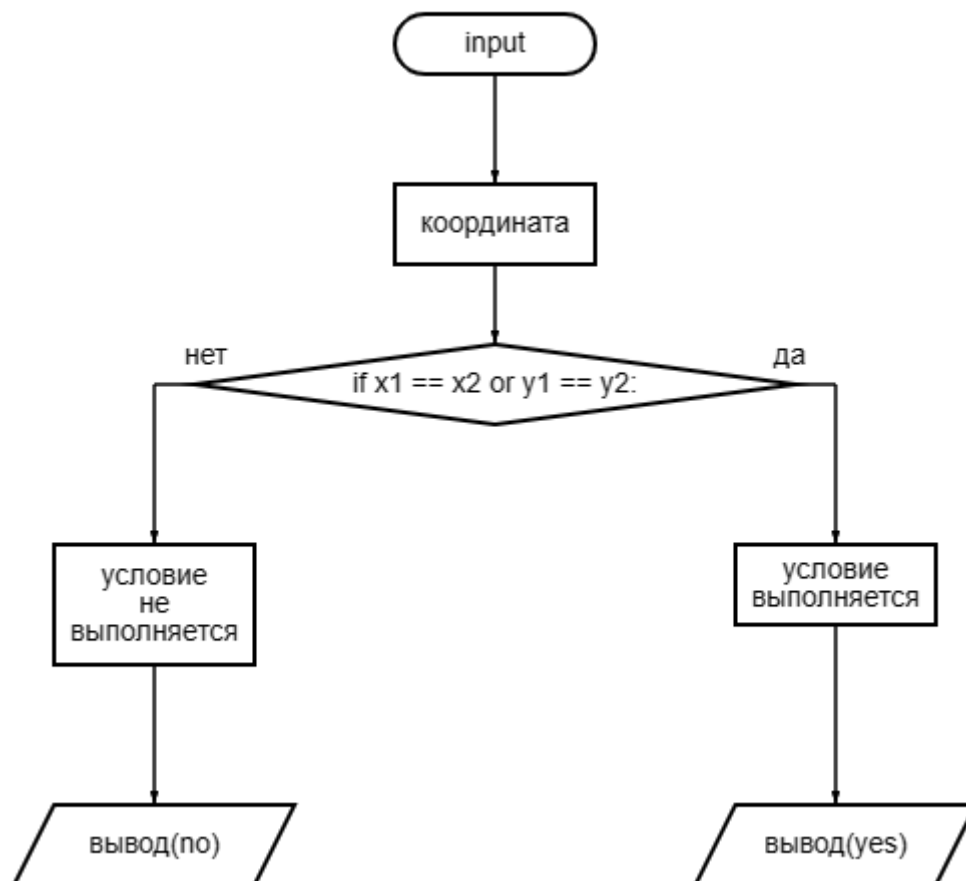 input
координата
нет
да
if x1 == x2 or y1 == y2:
условие
не
выполняется
условие
выполняется
вывод(no)
вывод(yes)